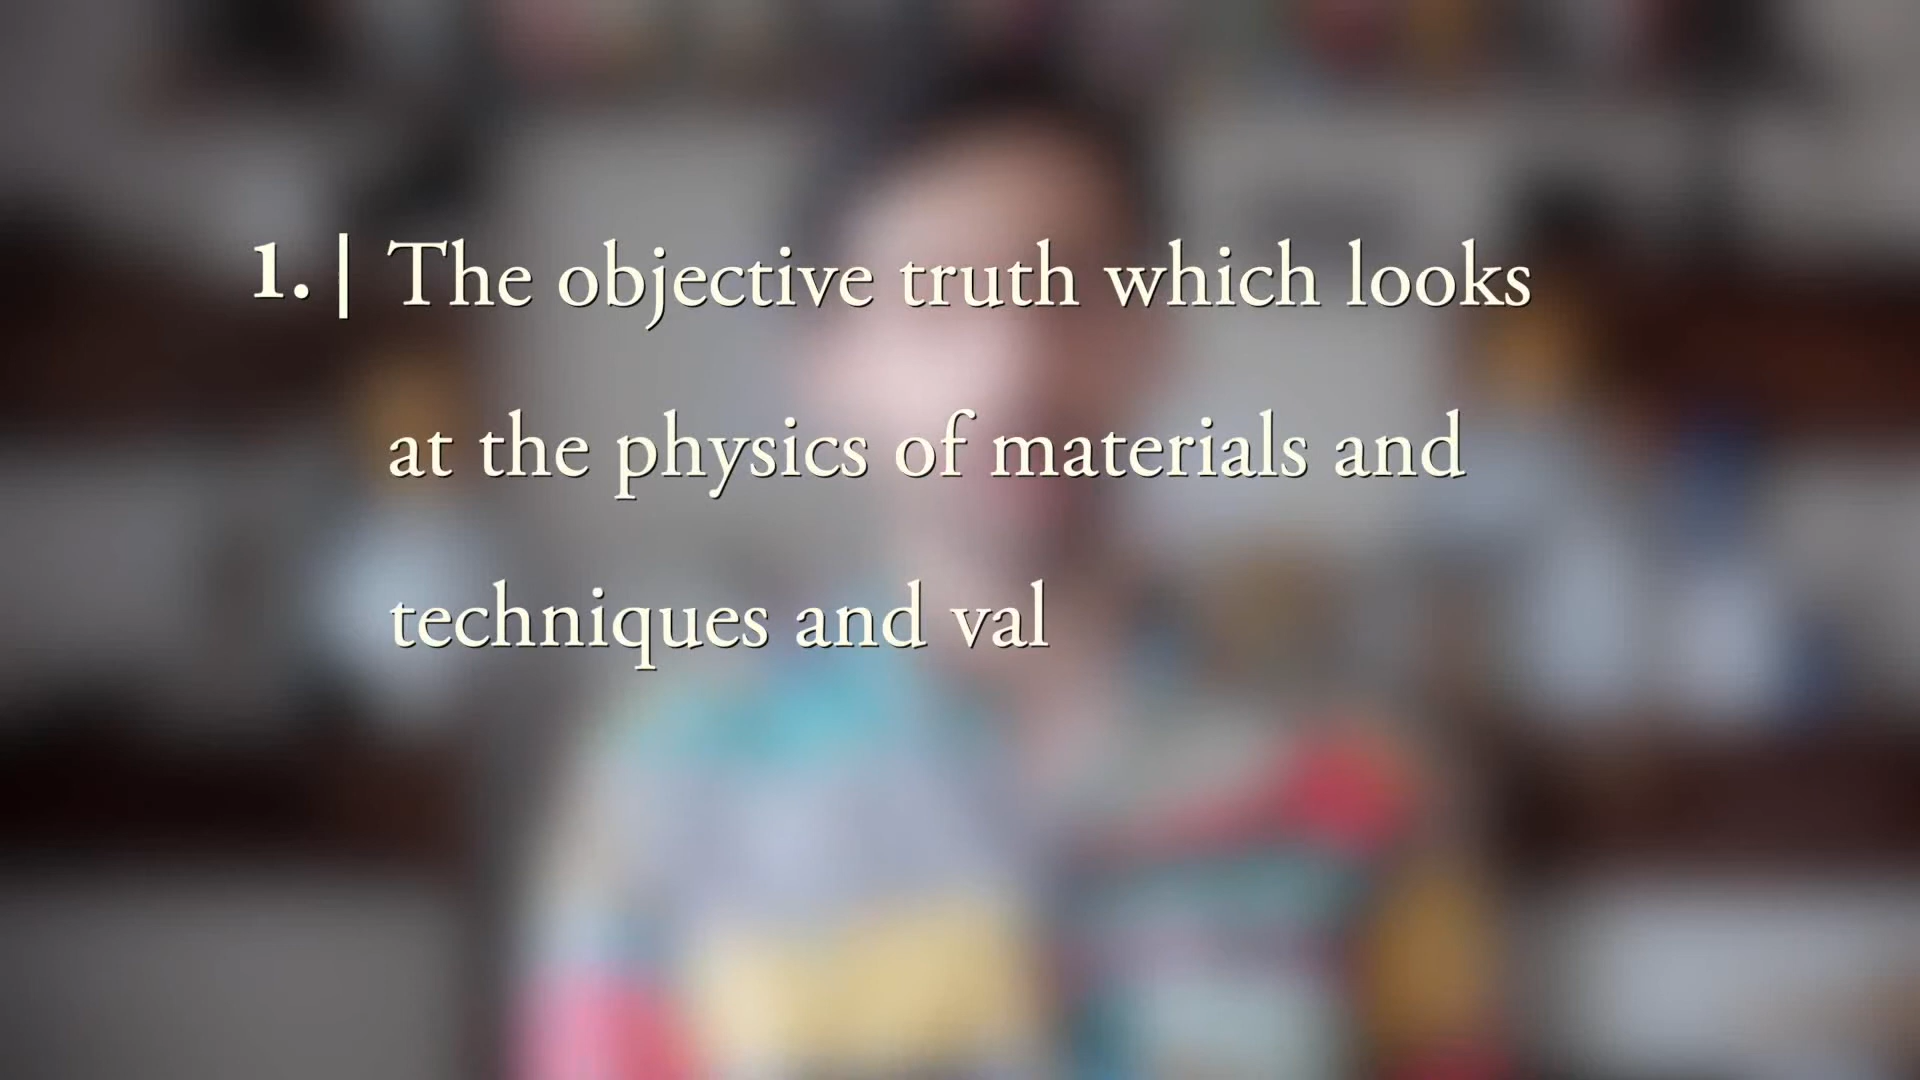 1. | The objective truth which looks
at the physics of materials and
techniques and val